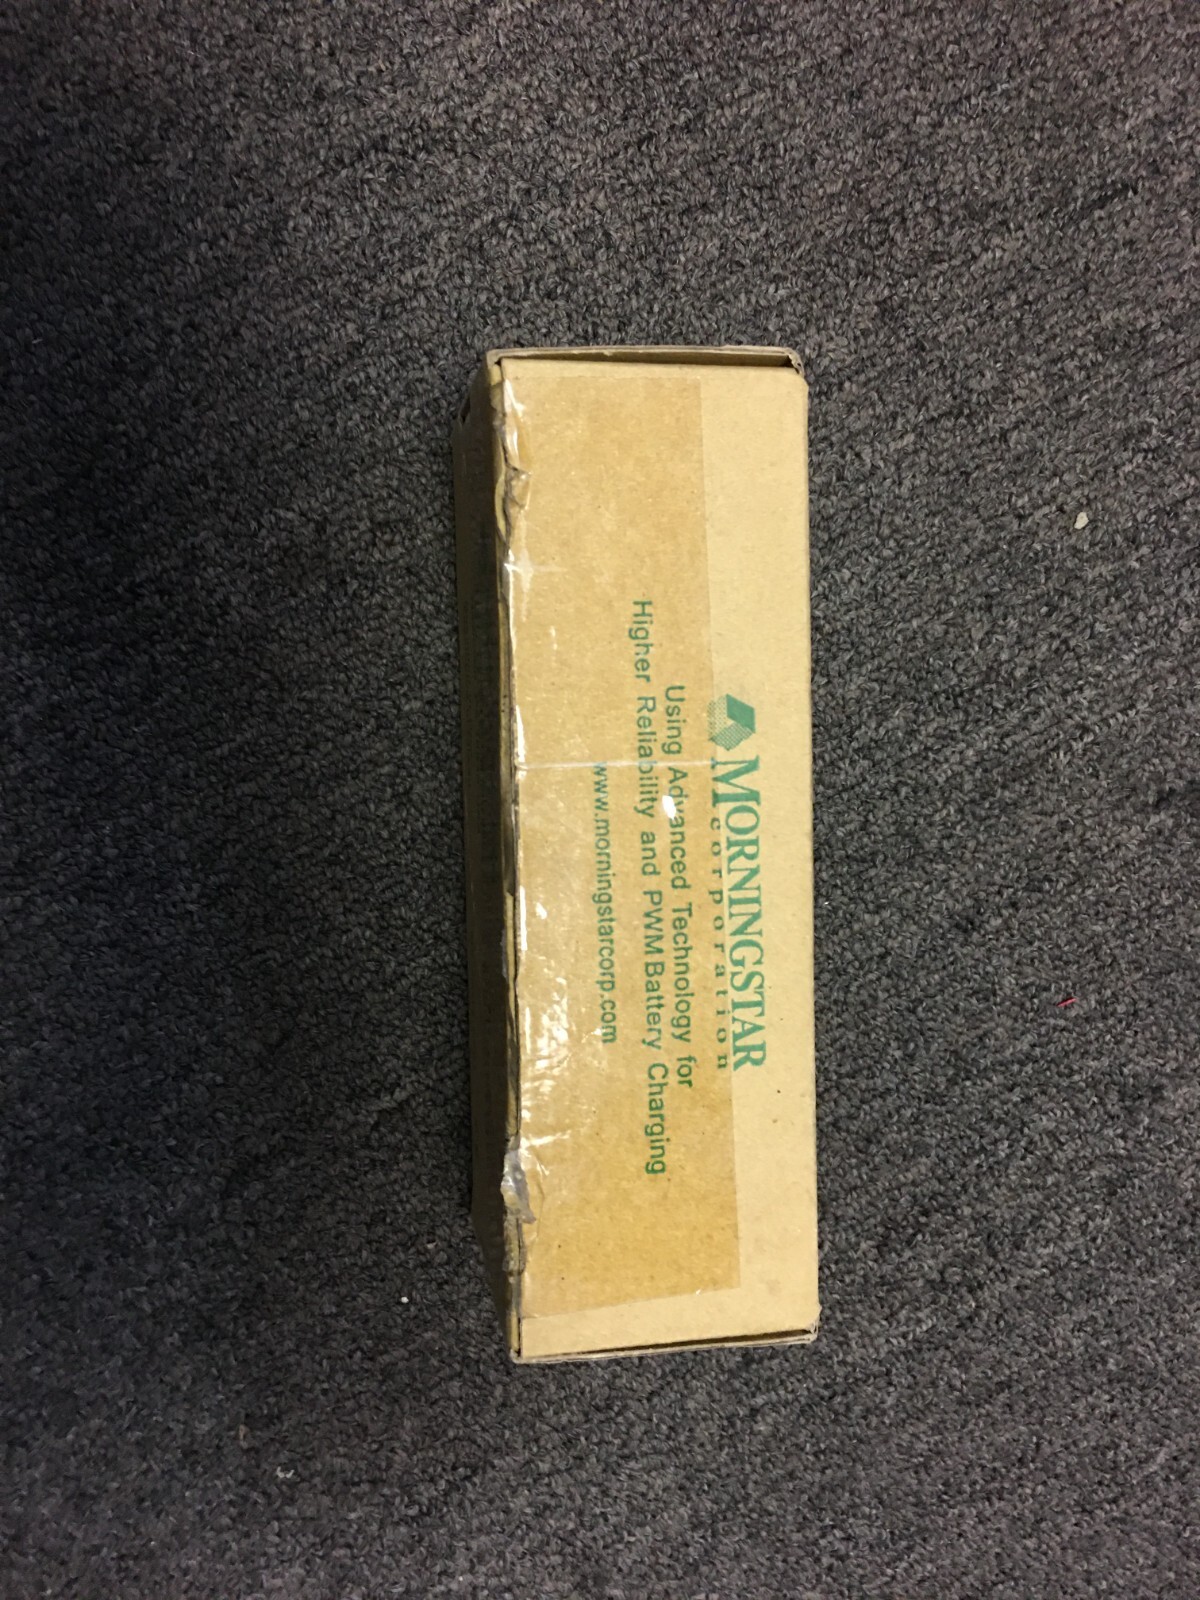 MORNINGSTAR
corporation
Using Advanced Technology for
Higher Reliability and PWM Battery Charging
www.morningstarcorp.com